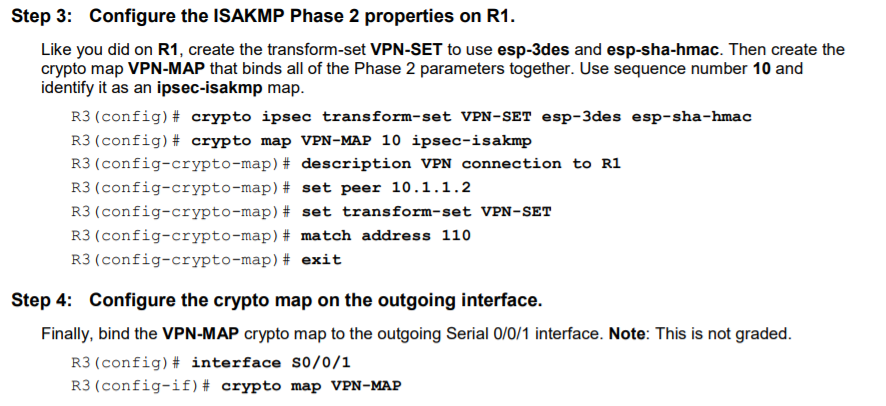 Step 3: Configure the ISAKMP Phase 2 properties on R1.
Like you did on R1, create the transform-set VPN-SET to use esp-3des and esp-sha-hmac. Then create the
crypto map VPN-MAP that binds all of the Phase 2 parameters together. Use sequence number 10 and
identify it as an ipsec-isakmp map.
R3(config)# crypto ipsec transform-set VPN-SET esp-3des esp-sha-hmac
R3(config)# crypto map VPN-MAP 10 ipsec-isakmp
R3(config-crypto-map)# description VPN connection to R1
R3(config-crypto-map)# set peer 10.1.1.2
R3(config-crypto-map)# set transform-set VPN-SET
R3(config-crypto-map)# match address 110
R3(config-crypto-map)# exit
Step 4: Configure the crypto map on the outgoing interface.
Finally, bind the VPN-MAP crypto map to the outgoing Serial 0/0/1 interface. Note: This is not graded.
R3(config)# interface S0/0/1
R3(config-if)# crypto map VPN-MAP